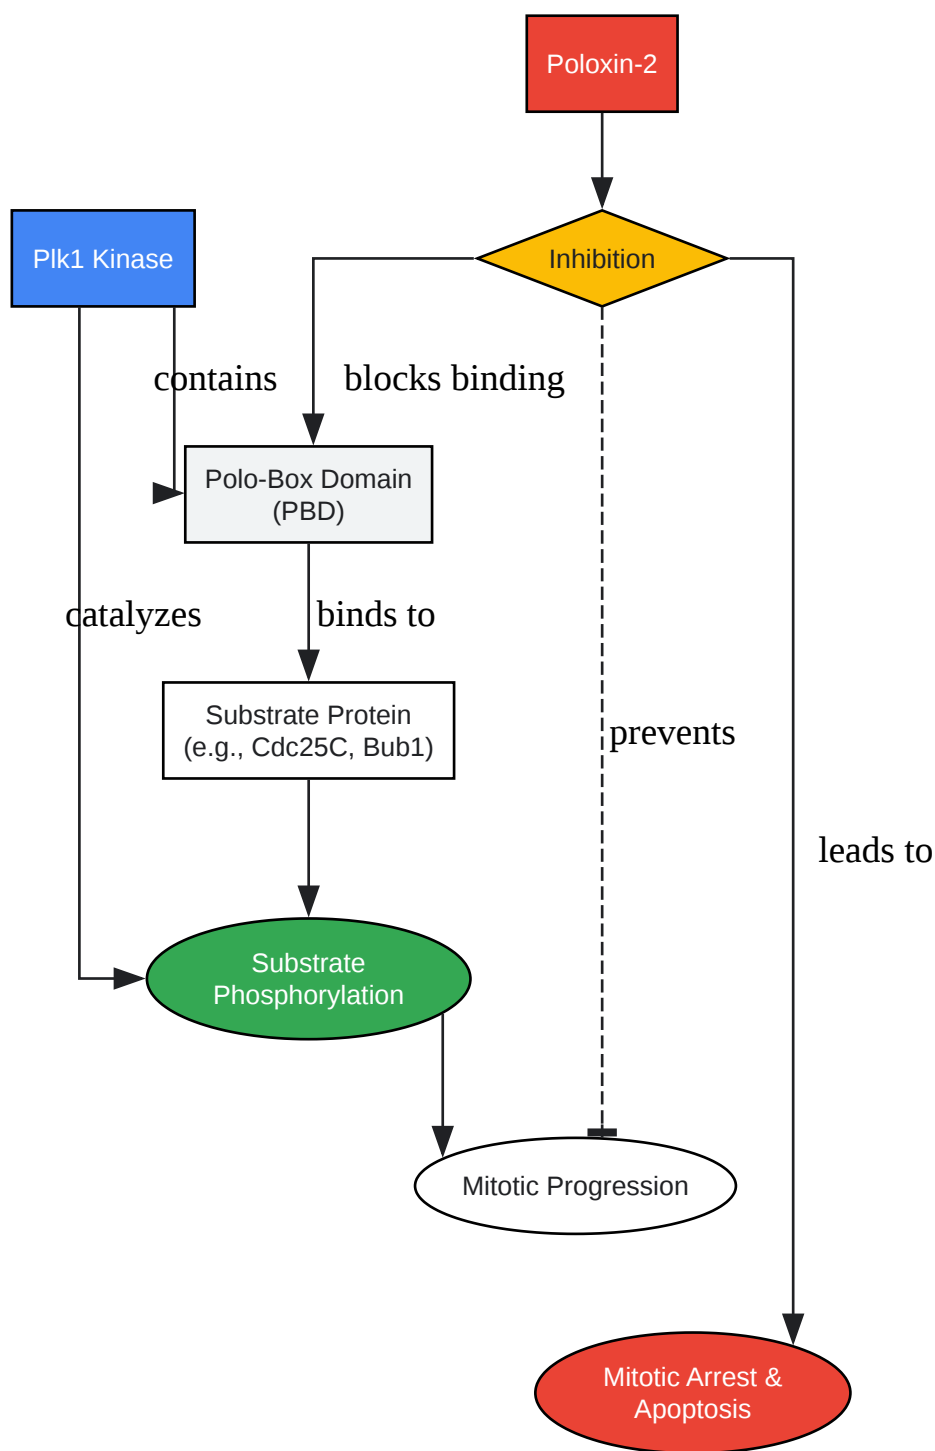 Poloxin-2
Plk1 Kinase
Inhibition
contains
blocks binding
Polo-Box Domain
(PBD)
catalyzes
binds to
Substrate Protein
(e.g., Cdc25C, Bub1)
prevents
leads to
Substrate
Phosphorylation
Mitotic Progression
Mitotic Arrest &
Apoptosis